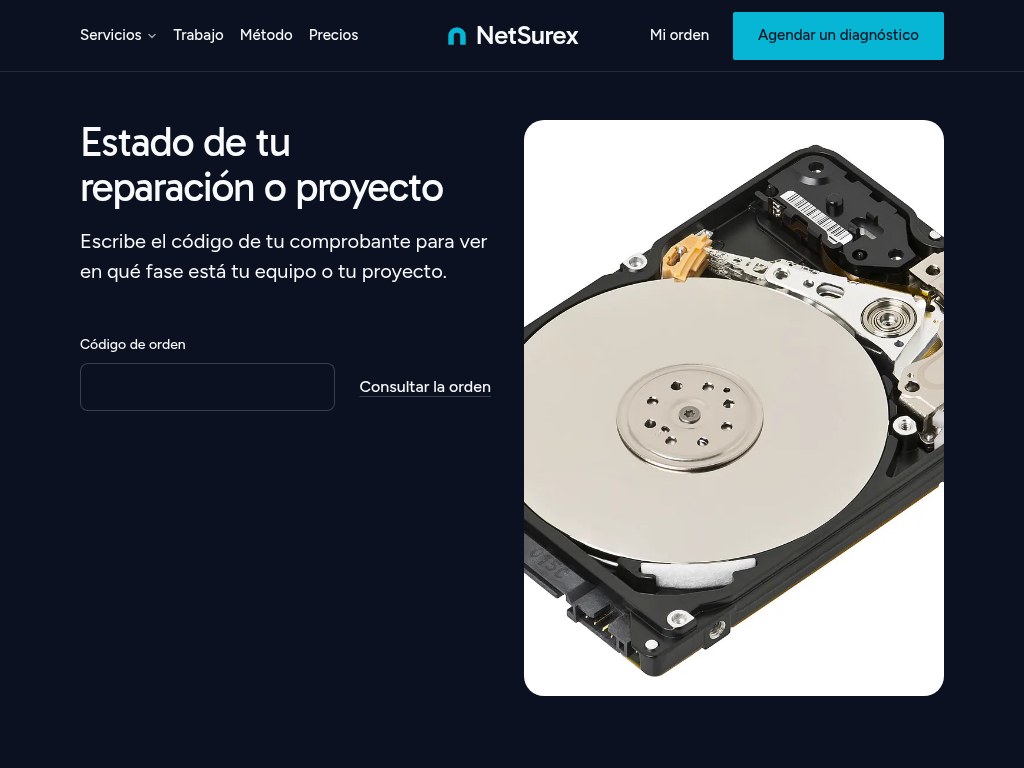 Servicios
Trabajo
Método
Precios
NetSurex
Mi orden
Agendar un diagnóstico
Estado de tu
reparación o proyecto
Escribe el código de tu comprobante para ver
en qué fase está tu equipo o tu proyecto.
Código de orden
Consultar la orden